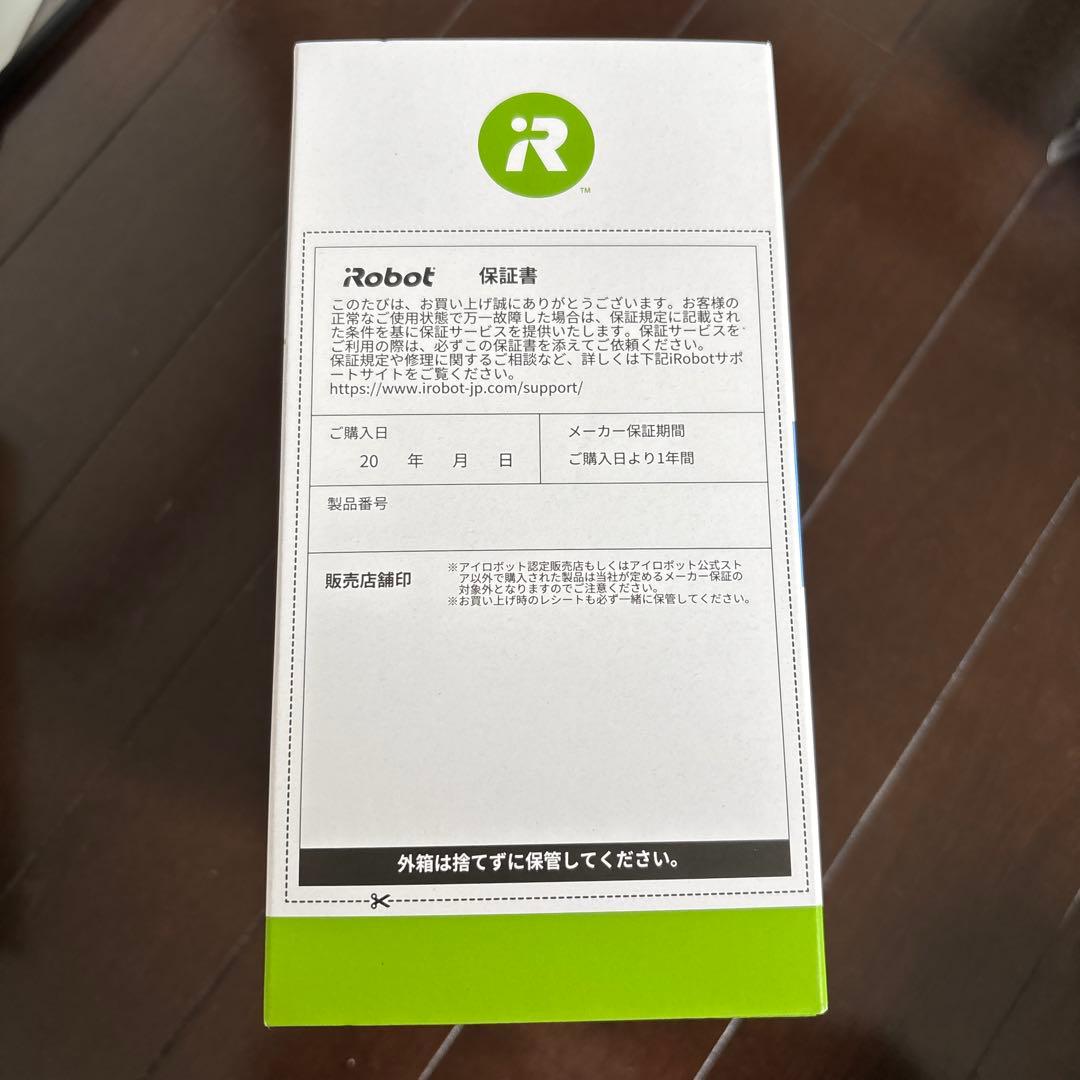 iR
TM
iRobot 保証書
このたびは、お買い上げ誠にありがとうございます。お客様の
正常なご使用状態で万一故障した場合は、保証規定に記載され
た条件を基に保証サービスを提供いたします。保証サービスを
ご利用の際は、必ずこの保証書を添えてご依頼ください。
保証規定や修理に関するご相談など、詳しくは下記iRobotサポ
ートサイトをご覧ください。
https://www.irobot-jp.com/support/
ご購入日
20 年 月 日
メーカー保証期間
ご購入日より1年間
製品番号
販売店舗印
※アイロボット認定販売店もしくはアイロボット公式スト
ア以外で購入された製品は当社が定めるメーカー保証の
対象外となりますのでご注意ください。
※お買い上げ時のレシートも必ず一緒に保管してください。
外箱は捨てずに保管してください。